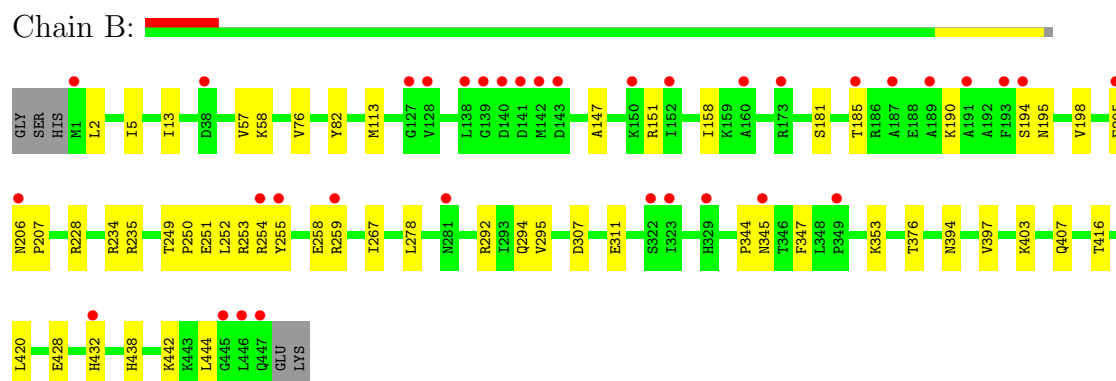 Chain B:
GLY SER HIS M1 L2 I5 I13 D38 V57 K58 V76 Y82 M113 G127 V128 L138 G139 D140 D141 M142 D143 A147 K150 R151 I152 I158 K159 A160 R173 S181 T185 R186 A187 E188 A189 K190 A191 A192 F193 S194 N195 V198
N206 P207 R228 R234 R235 T249 P250 E251 L252 R253 R254 Y255 E258 R259 I267 L278 N281 R292 I293 Q294 V295 D307 E311 S322 I323 H329 P344 N345 T346 F347 L348 P349 K353 T376 N394 V397 K403 Q407 T416
L420 E428 H432 H438 K442 K443 L444 G445 L446 Q447 GLU LYS